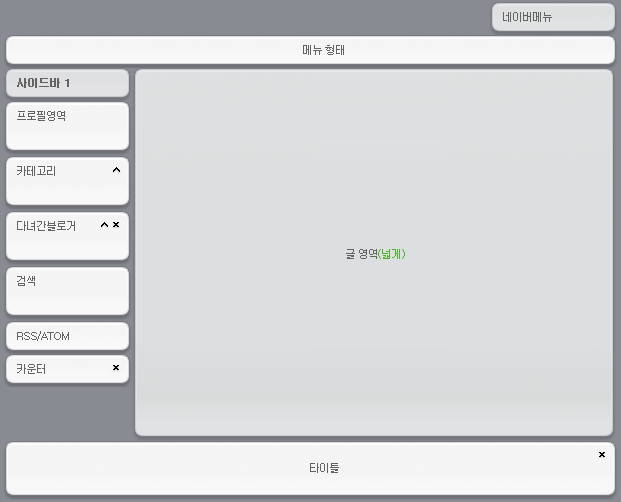 네이버메뉴
메뉴 형태
사이드바 1
프로필영역
카테고리
다녀간블로거
검색
RSS/ATOM
카운터
글 영역(넓게)
타이틀